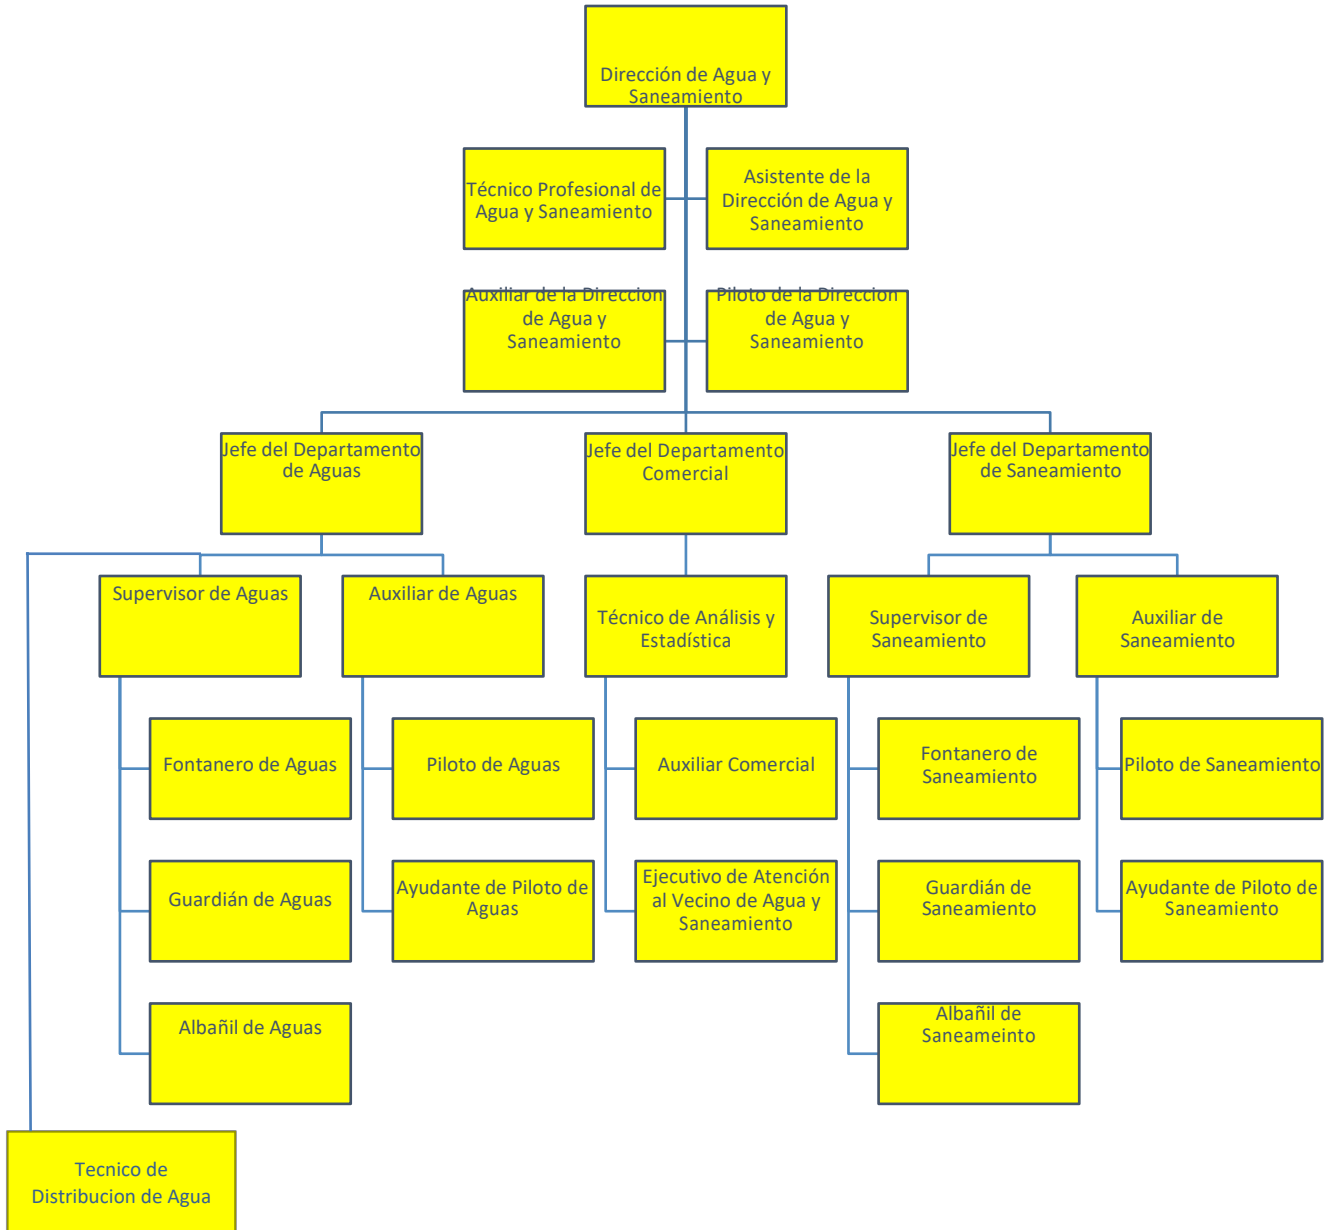 Dirección de Agua y
Saneamiento
Técnico Profesional de
Agua y Saneamiento
Asistente de la
Dirección de Agua y
Saneamiento
Auxiliar de la Direccion
de Agua y
Saneamiento
Piloto de la Direccion
de Agua y
Saneamiento
Jefe del Departamento
de Aguas
Jefe del Departamento
Comercial
Jefe del Departamento
de Saneamiento
Supervisor de Aguas
Auxiliar de Aguas
Técnico de Análisis y
Estadística
Supervisor de
Saneamiento
Auxiliar de
Saneamiento
Fontanero de Aguas
Piloto de Aguas
Auxiliar Comercial
Fontanero de
Saneamiento
Piloto de Saneamiento
Guardián de Aguas
Ayudante de Piloto de
Aguas
Ejecutivo de Atención
al Vecino de Agua y
Saneamiento
Guardián de
Saneamiento
Ayudante de Piloto de
Saneamiento
Albañil de Aguas
Albañil de
Saneameinto
Tecnico de
Distribucion de Agua